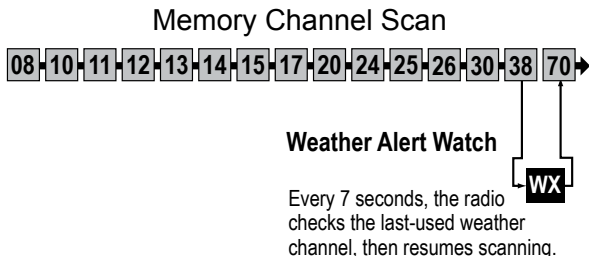 Memory Channel Scan
08 10 11 12 13 14 15 17 20 24 25 26 30 38 70
Weather Alert Watch
WX
Every 7 seconds, the radio
checks the last-used weather
channel, then resumes scanning.